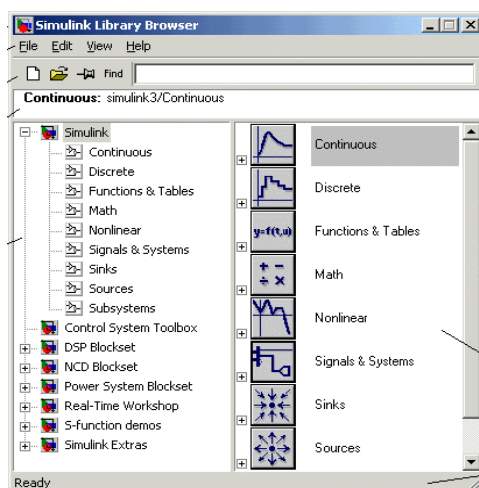 Simulink Library Browser
File Edit View Help
Find
Continuous: simulink3/Continuous
Simulink
Continuous
Discrete
Functions & Tables
Math
Nonlinear
Signals & Systems
Sinks
Sources
Subsystems
Control System Toolbox
DSP Blockset
NCD Blockset
Power System Blockset
Real-Time Workshop
S-function demos
Simulink Extras
Continuous
Discrete
y=f(t,u) Functions & Tables
Math
Nonlinear
Signals & Systems
Sinks
Sources
Ready